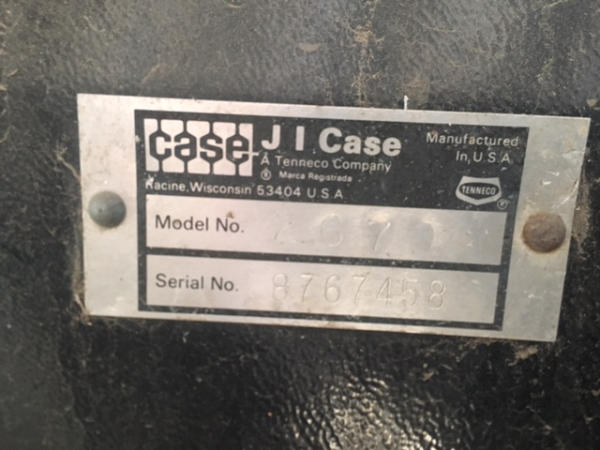 case
J I Case
A Tenneco Company
® Marca Registrada
Racine, Wisconsin 53404 U.S.A.
Manufactured
In, U.S.A.
TENNECO ®
Model No.
Serial No. 8767458